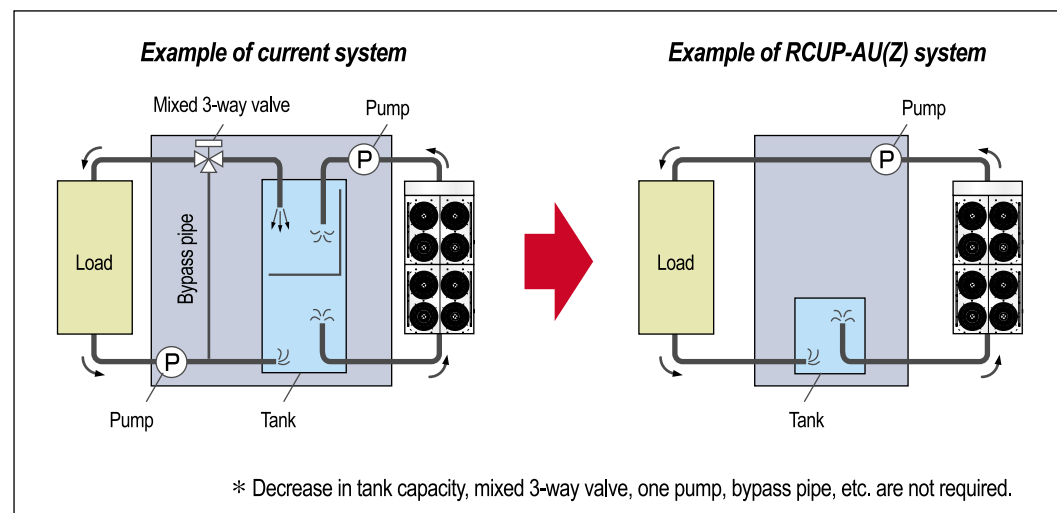 Example of current system
Mixed 3-way valve
Pump
P
Load
Bypass pipe
P
Pump
Tank
Example of RCUP-AU(Z) system
Pump
P
Load
Tank
* Decrease in tank capacity, mixed 3-way valve, one pump, bypass pipe, etc. are not required.